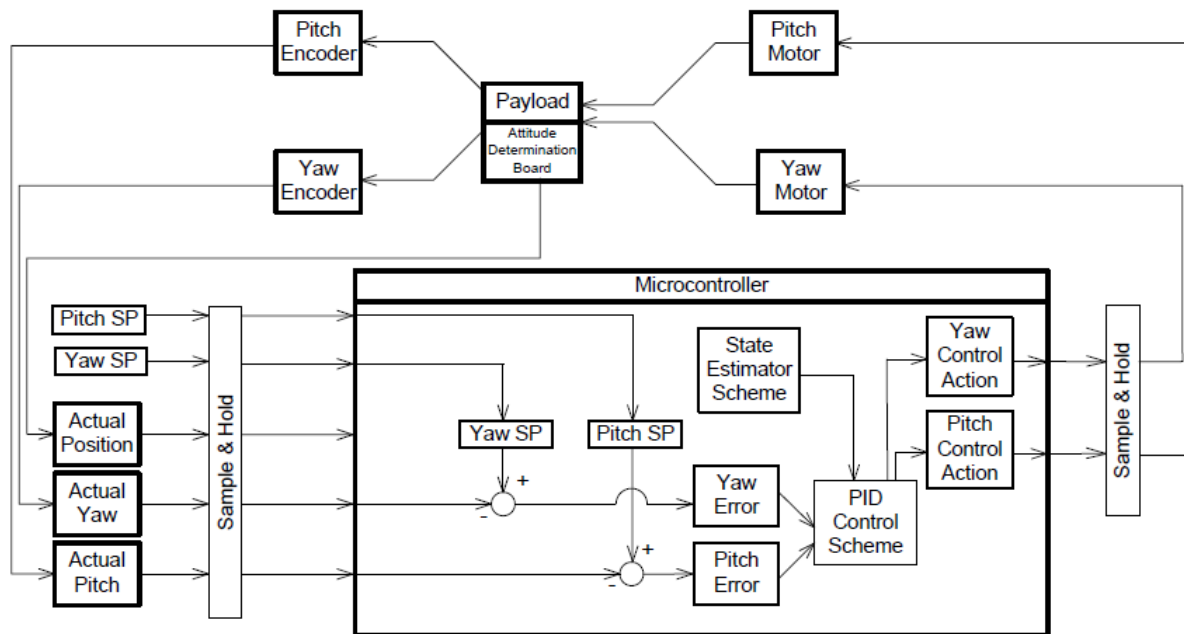 Pitch
Encoder
Pitch
Motor
Payload
Attitude
Determination
Board
Yaw
Encoder
Yaw
Motor
Microcontroller
Pitch SP
Yaw SP
Actual
Position
Actual
Yaw
Actual
Pitch
Sample & Hold
State
Estimator
Scheme
Yaw SP
Pitch SP
+
-
+
-
Yaw
Error
Pitch
Error
PID
Control
Scheme
Yaw
Control
Action
Pitch
Control
Action
Sample & Hold